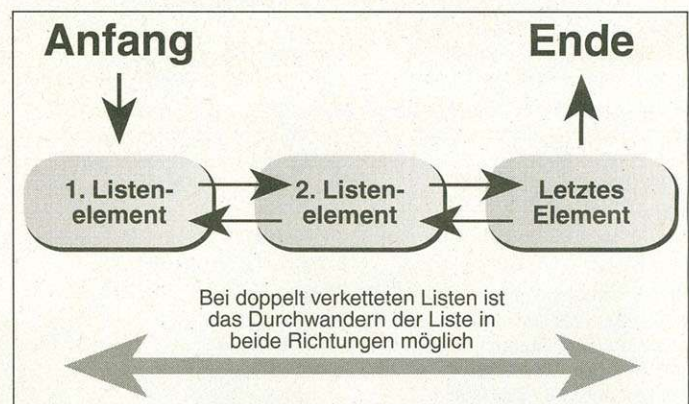 Anfang
Ende
1. Listen-
element
2. Listen-
element
Letztes
Element
Bei doppelt verketteten Listen ist
das Durchwandern der Liste in
beide Richtungen möglich